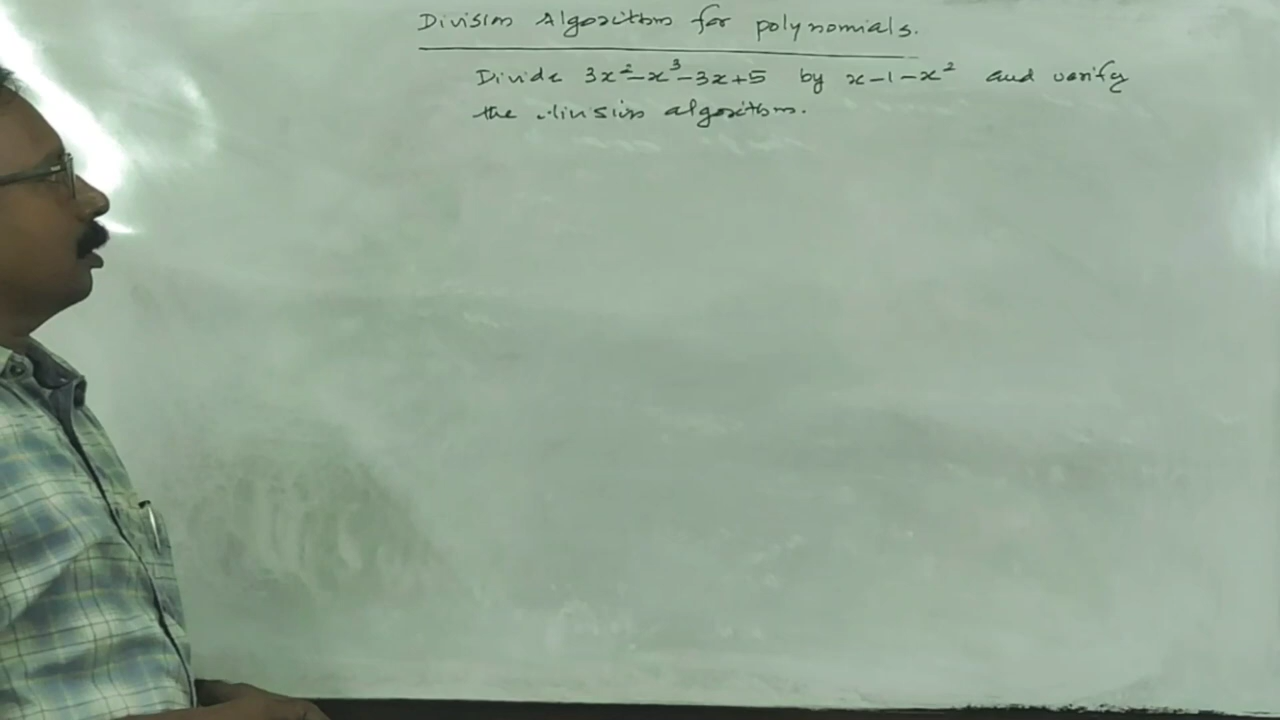 Division Algorithm for polynomials.
Divide 3x²-x³-3x+5 by x-1-x² and verify
the division algorithm.